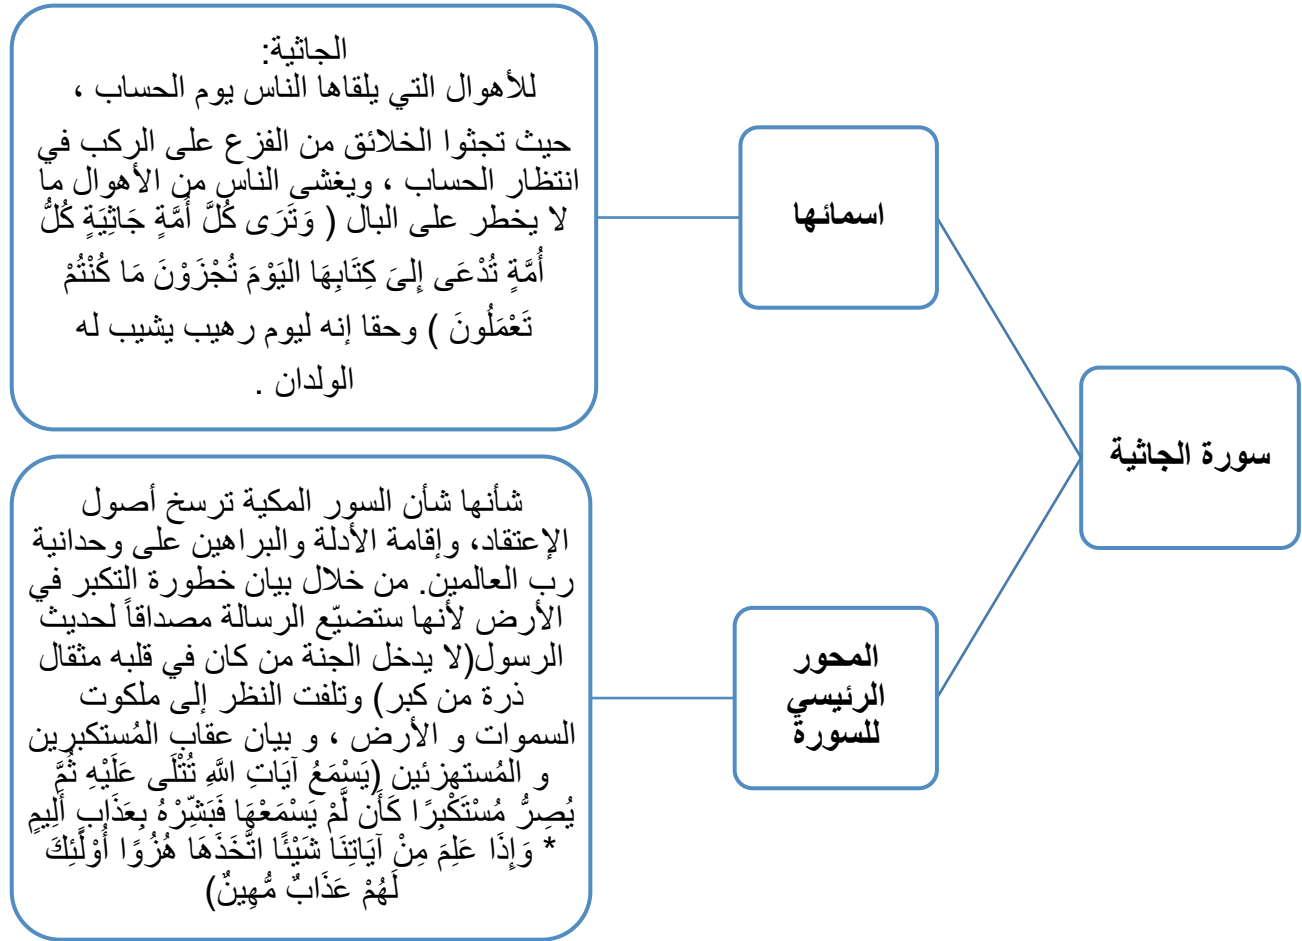 سورة الجاثية
اسمائها
الجاثية:
للأهوال التي يلقاها الناس يوم الحساب ،
حيث تجثوا الخلائق من الفزع على الركب في
انتظار الحساب ، ويغشى الناس من الأهوال ما
لا يخطر على البال ( وَتَرَى كُلَّ أُمَّةٍ جَاثِيَةٍ كُلُّ
أُمَّةٍ تُدْعَى إِلىَ كِتَابِهَا اليَوْمَ تُجْزَوْنَ مَا كُنْتُمْ
تَعْمَلُونَ ) وحقا إنه ليوم رهيب يشيب له
الولدان .
المحور
الرئيسي
للسورة
شأنها شأن السور المكية ترسخ أصول
الإعتقاد، وإقامة الأدلة والبراهين على وحدانية
رب العالمين. من خلال بيان خطورة التكبر في
الأرض لأنها ستضيّع الرسالة مصداقاً لحديث
الرسول(لا يدخل الجنة من كان في قلبه مثقال
ذرة من كبر) وتلفت النظر إلى ملكوت
السموات و الأرض ، و بيان عقاب المُستكبرين
و المُستهزئين (يَسْمَعُ آيَاتِ اللَّهِ تُتْلَى عَلَيْهِ ثُمَّ
يُصِرُّ مُسْتَكْبِرًا كَأَن لَّمْ يَسْمَعْهَا فَبَشِّرْهُ بِعَذَابٍ أَلِيمٍ
* وَإِذَا عَلِمَ مِنْ آيَاتِنَا شَيْئًا اتَّخَذَهَا هُزُوًا أُوْلَئِكَ
لَهُمْ عَذَابٌ مُّهِينٌ)